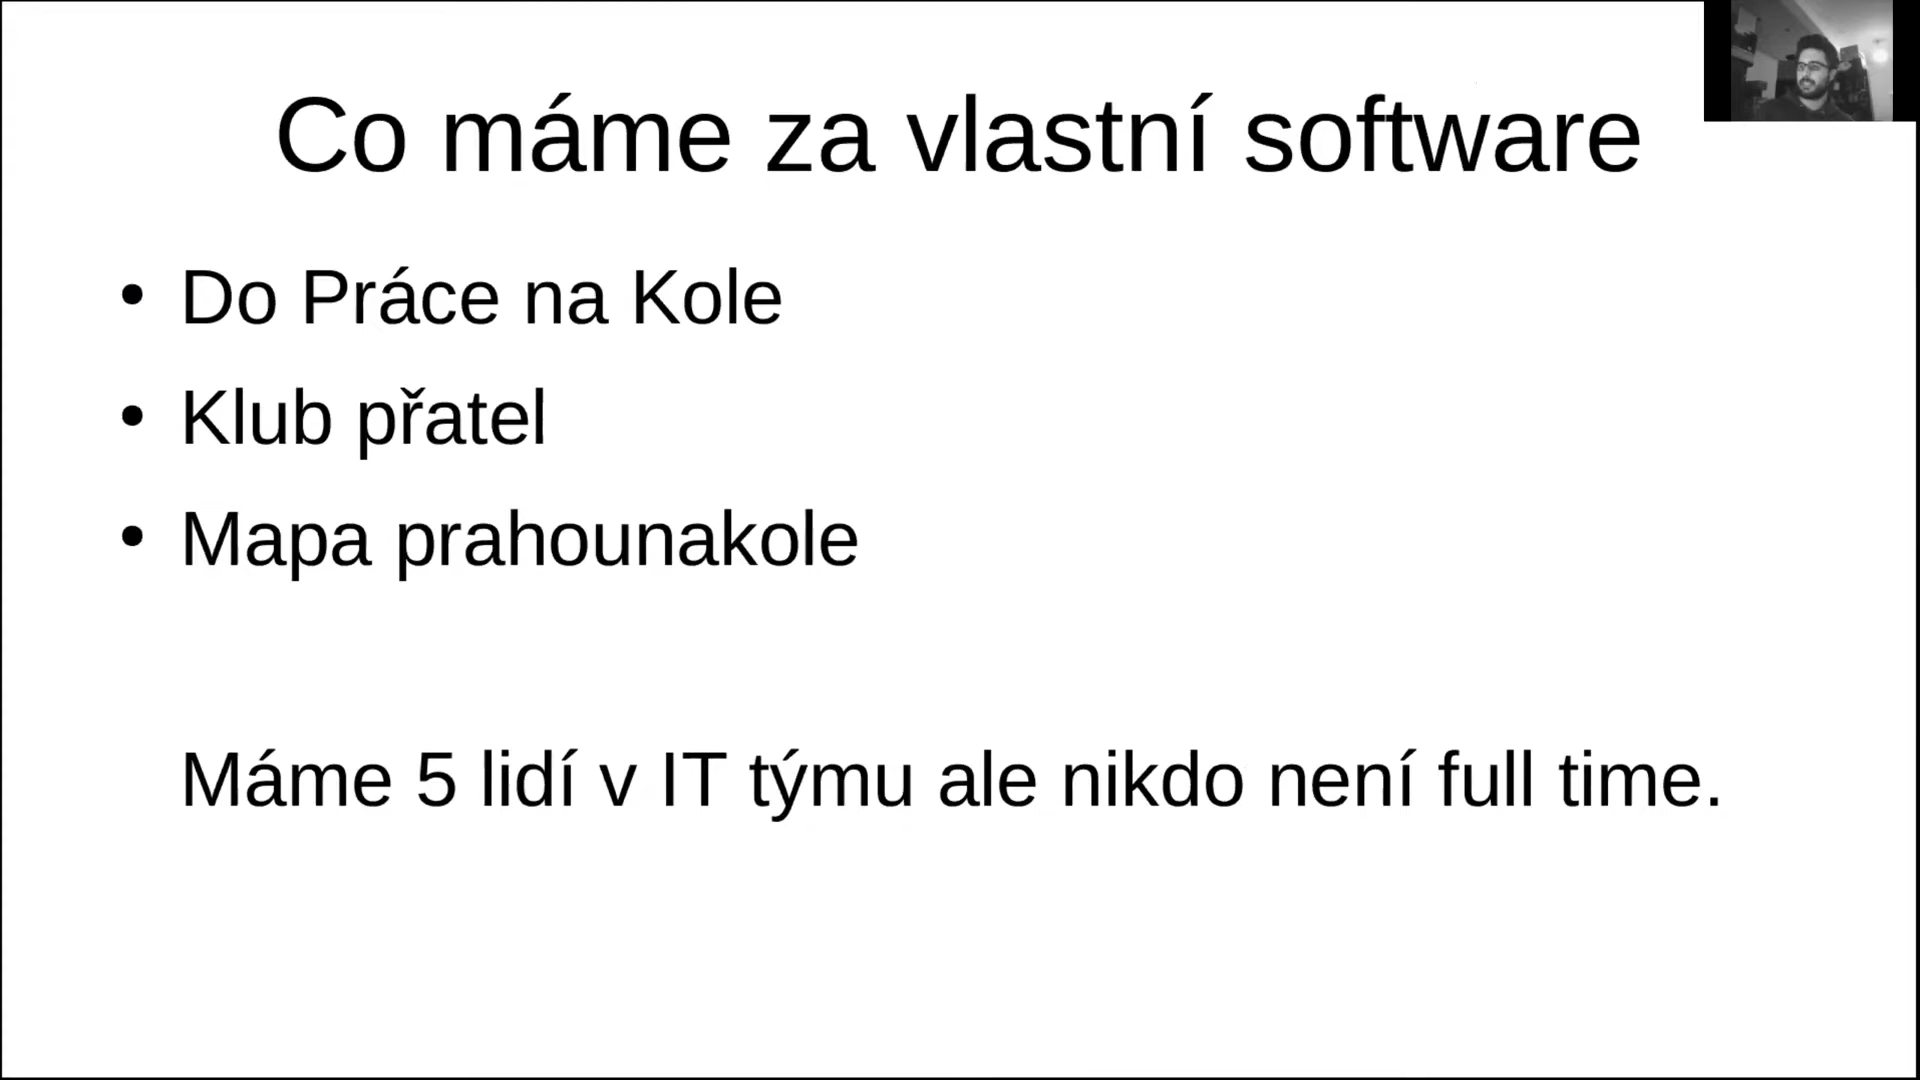 Co máme za vlastní software
• Do Práce na Kole
• Klub přatel
• Mapa prahounakole
Máme 5 lidí v IT týmu ale nikdo není full time.